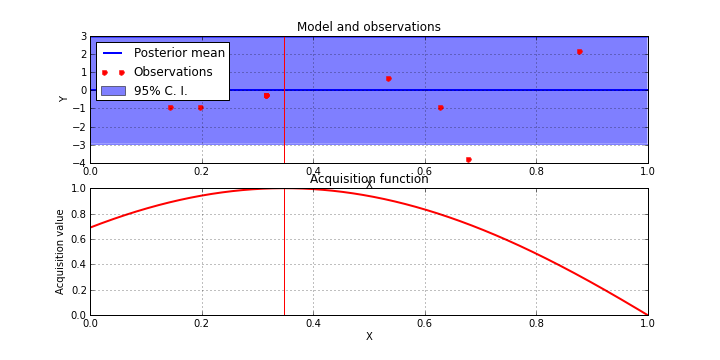 Model and observations
3
2
1
0
−1
−2
−3
−4
Y
Posterior mean
Observations
95% C. I.
0.0 0.2 0.4 0.6 0.8 1.0
X
Acquisition function
1.0
0.8
0.6
0.4
0.2
0.0
Acquisition value
0.0 0.2 0.4 0.6 0.8 1.0
X